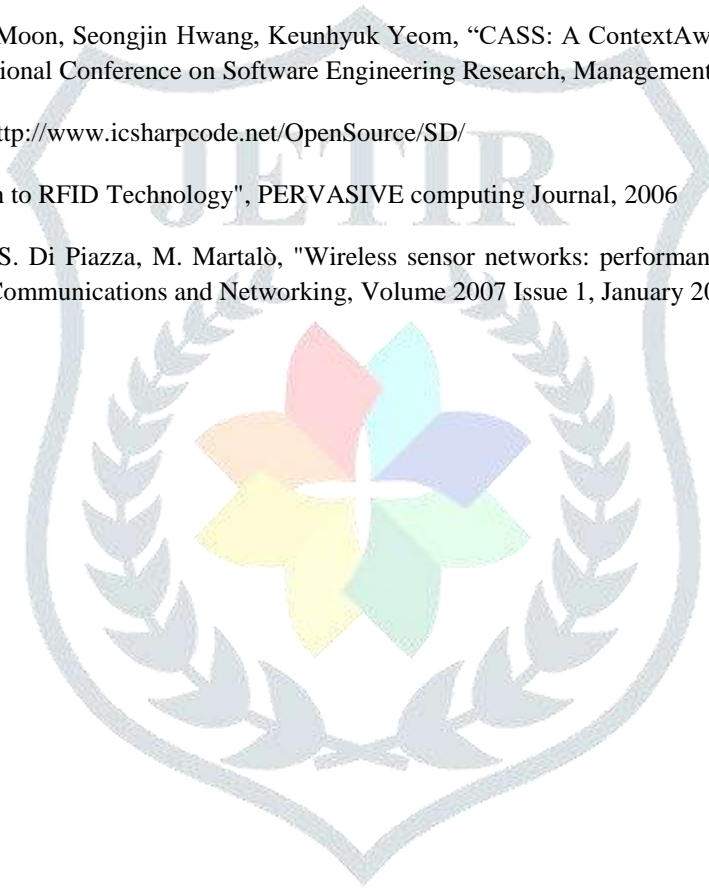 Moon, Seongjin Hwang, Keunhyuk Yeom, “CASS: A ContextAw
ional Conference on Software Engineering Research, Management
ttp://www.icsharpcode.net/OpenSource/SD/
JETIR
n to RFID Technology", PERVASIVE computing Journal, 2006
S. Di Piazza, M. Martalò, "Wireless sensor networks: performan
Communications and Networking, Volume 2007 Issue 1, January 20